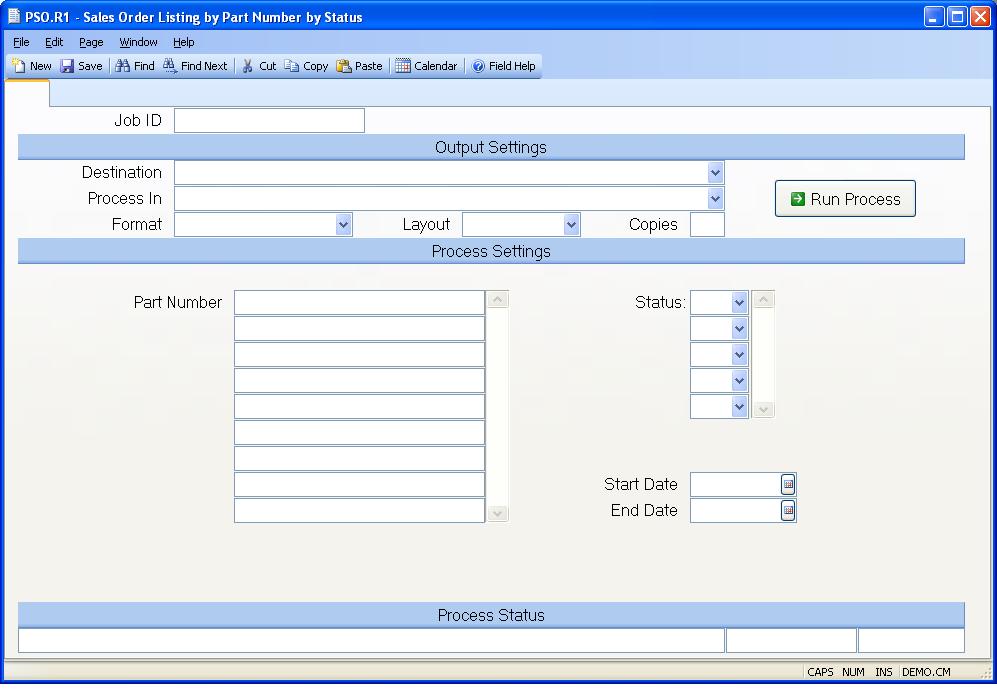 PSO.R1 - Sales Order Listing by Part Number by Status
File Edit Page Window Help
New Save Find Find Next Cut Copy Paste Calendar Field Help
Job ID
Output Settings
Destination
Process In
Run Process
Format Layout Copies
Process Settings
Part Number Status:
Start Date
End Date
Process Status
CAPS NUM INS DEMO.CM